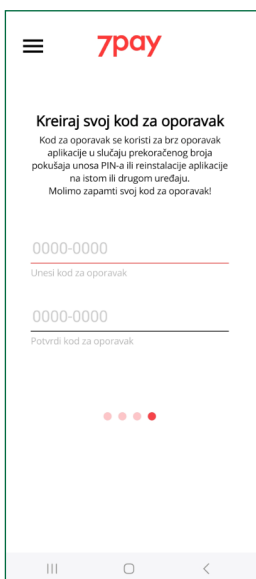 7pay
Kreiraj svoj kod za oporavak
Kod za oporavak se koristi za brz oporavak
aplikacije u slučaju prekoračenog broja
pokušaja unosa PIN-a ili reinstalacije aplikacije
na istom ili drugom uređaju.
Molimo zapamti svoj kod za oporavak!
0000-0000
Unesi kod za oporavak
0000-0000
Potvrdi kod za oporavak